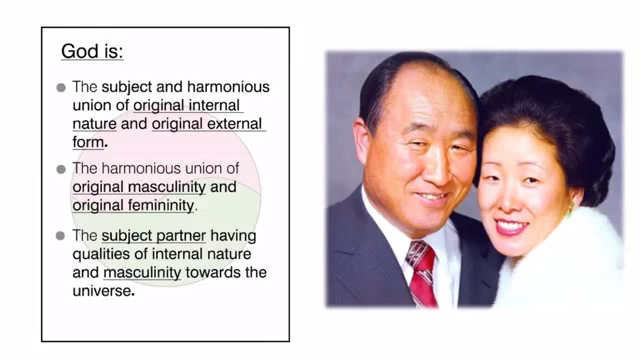 God is:
The subject and harmonious
union of original internal
nature and original external
form.
The harmonious union of
original masculinity and
original femininity.
The subject partner having
qualities of internal nature
and masculinity towards the
universe.